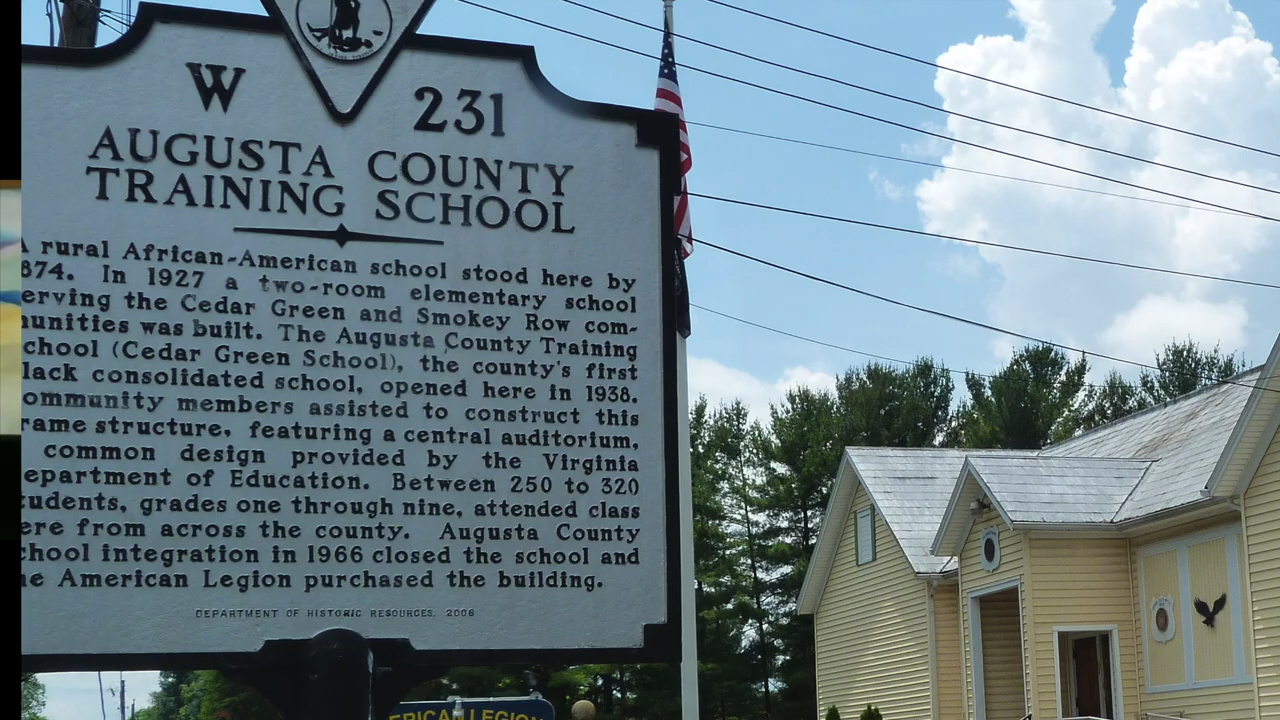 W 231
AUGUSTA COUNTY
TRAINING SCHOOL
A rural African-American school stood here by
874. In 1927 a two-room elementary school
erving the Cedar Green and Smokey Row com-
unities was built. The Augusta County Training
chool (Cedar Green School), the county's first
lack consolidated school, opened here in 1938.
ommunity members assisted to construct this
rame structure, featuring a central auditorium,
common design provided by the Virginia
epartment of Education. Between 250 to 320
tudents, grades one through nine, attended class
ere from across the county. Augusta County
chool integration in 1966 closed the school and
he American Legion purchased the building.
DEPARTMENT OF HISTORIC RESOURCES, 2006
ERICAN LEGION